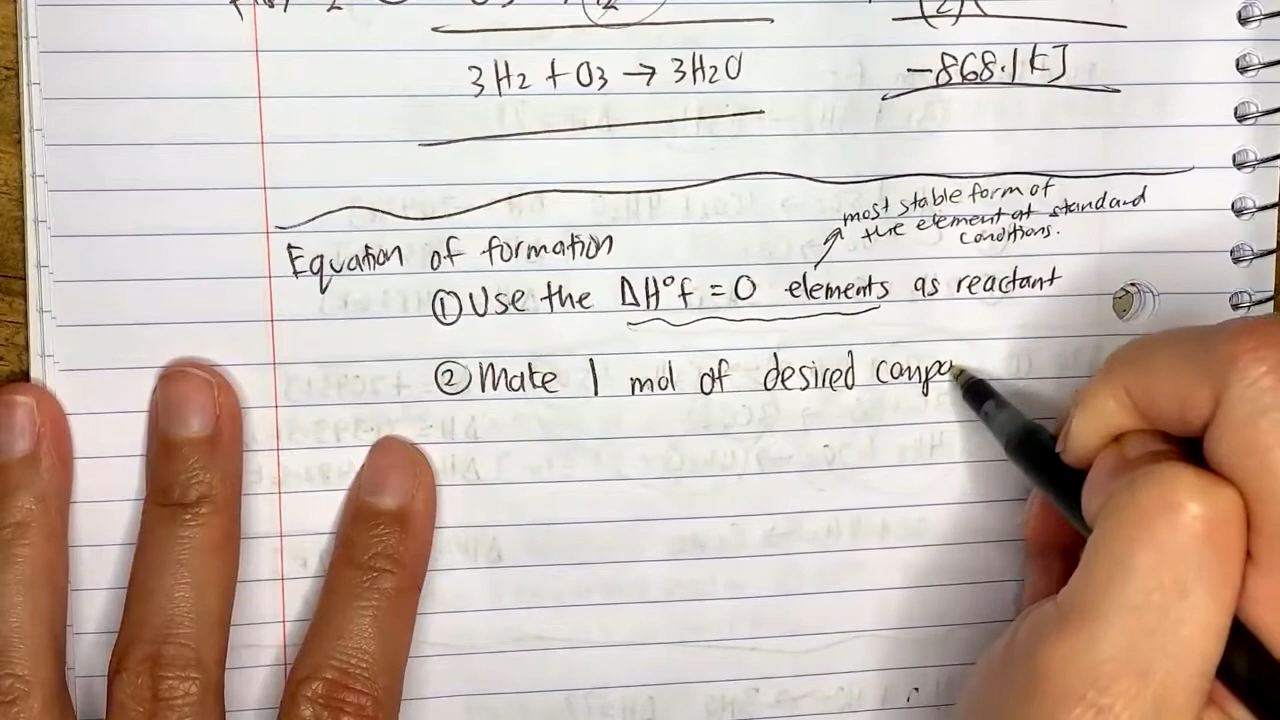 3H2 + O3 → 3H2O
-868.1 kJ
most stable form of
the element at standard
conditions.
Equation of formation
① Use the ΔH°f = 0 elements as reactant
② Make 1 mol of desired compo